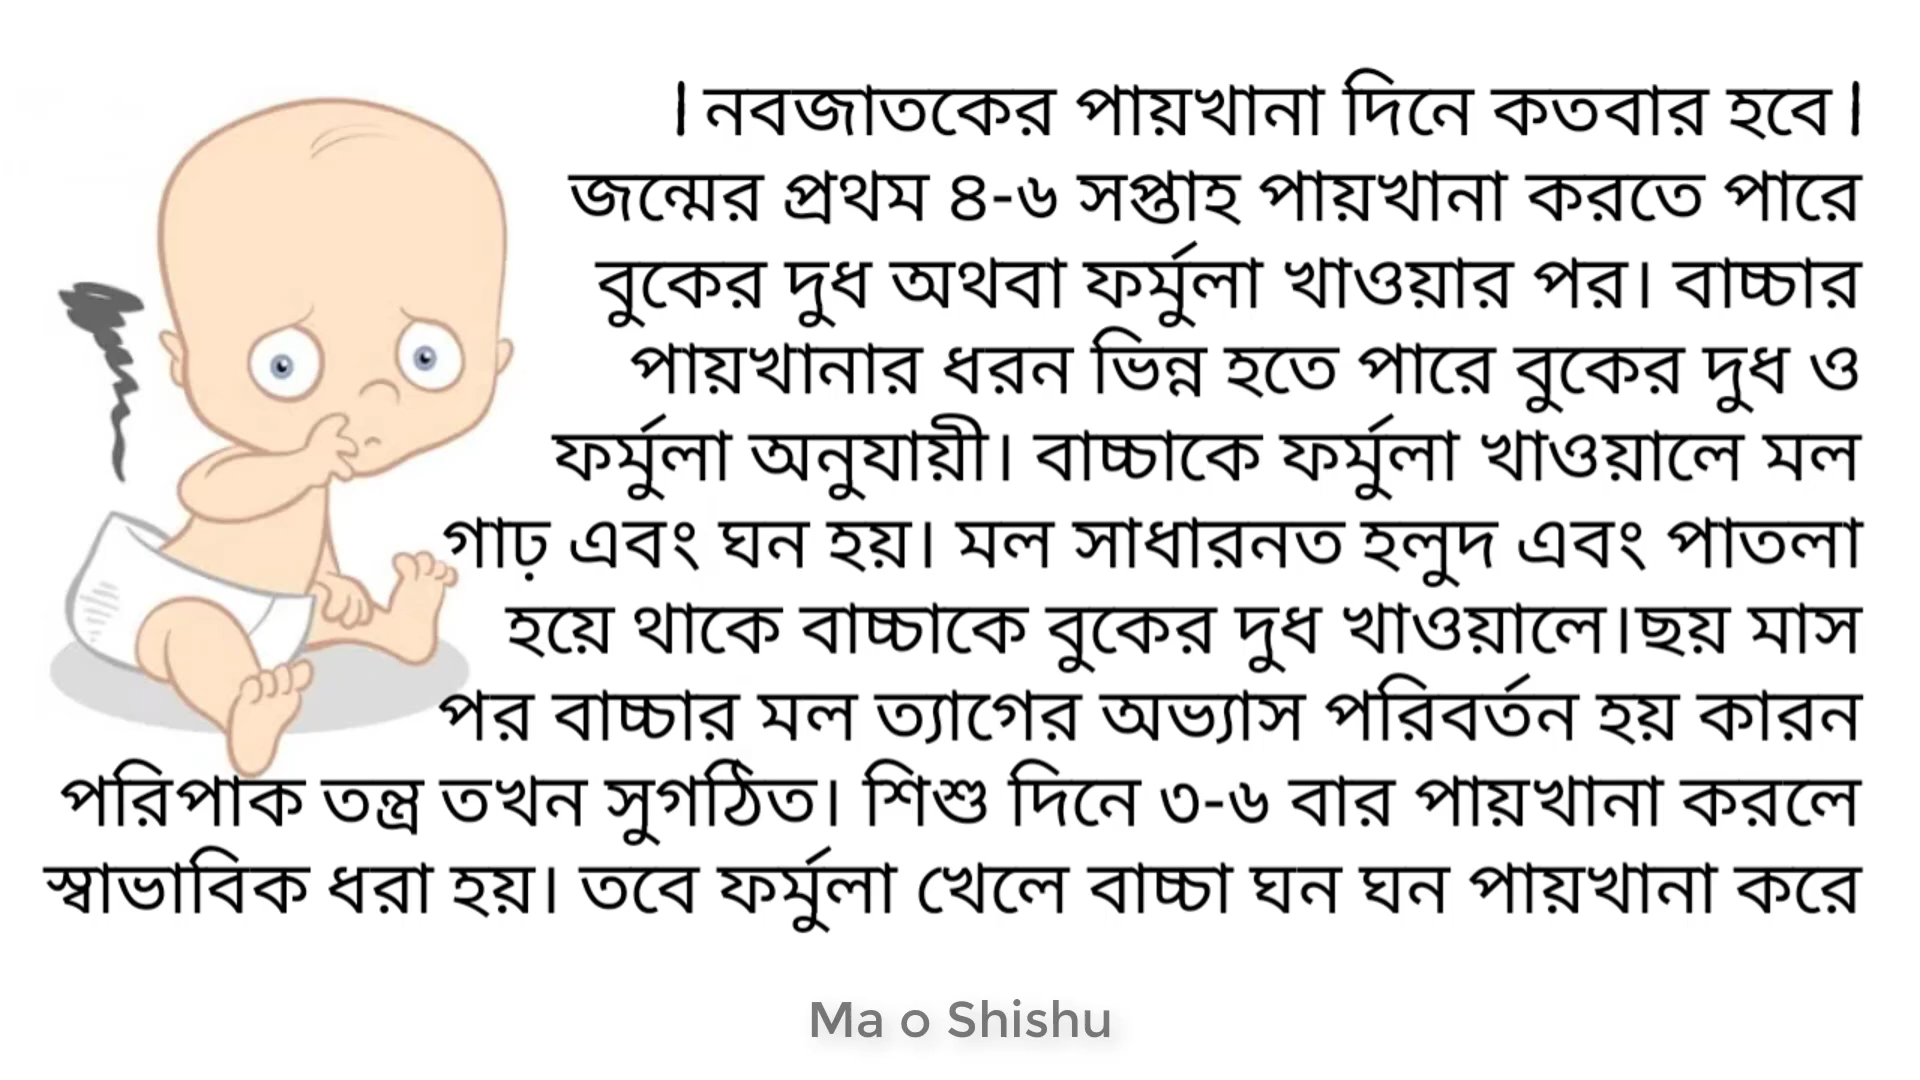 । নবজাতকের পায়খানা দিনে কতবার হবে।
জন্মের প্রথম ৪-৬ সপ্তাহ পায়খানা করতে পারে
বুকের দুধ অথবা ফর্মুলা খাওয়ার পর। বাচ্চার
পায়খানার ধরন ভিন্ন হতে পারে বুকের দুধ ও
ফর্মুলা অনুযায়ী। বাচ্চাকে ফর্মুলা খাওয়ালে মল
গাঢ় এবং ঘন হয়। মল সাধারনত হলুদ এবং পাতলা
হয়ে থাকে বাচ্চাকে বুকের দুধ খাওয়ালে।ছয় মাস
পর বাচ্চার মল ত্যাগের অভ্যাস পরিবর্তন হয় কারন
পরিপাক তন্ত্র তখন সুগঠিত। শিশু দিনে ৩-৬ বার পায়খানা করলে
স্বাভাবিক ধরা হয়। তবে ফর্মুলা খেলে বাচ্চা ঘন ঘন পায়খানা করে
Ma o Shishu